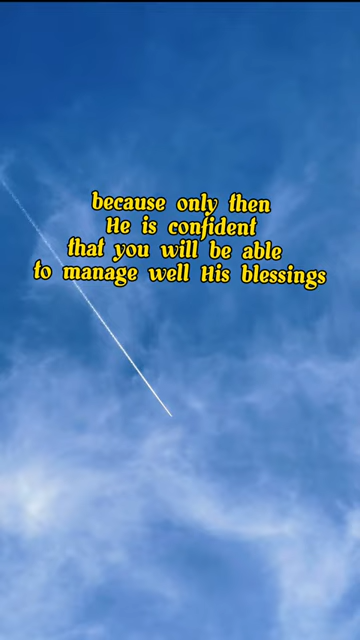 because only then
He is confident
that you will be able
to manage well His blessings